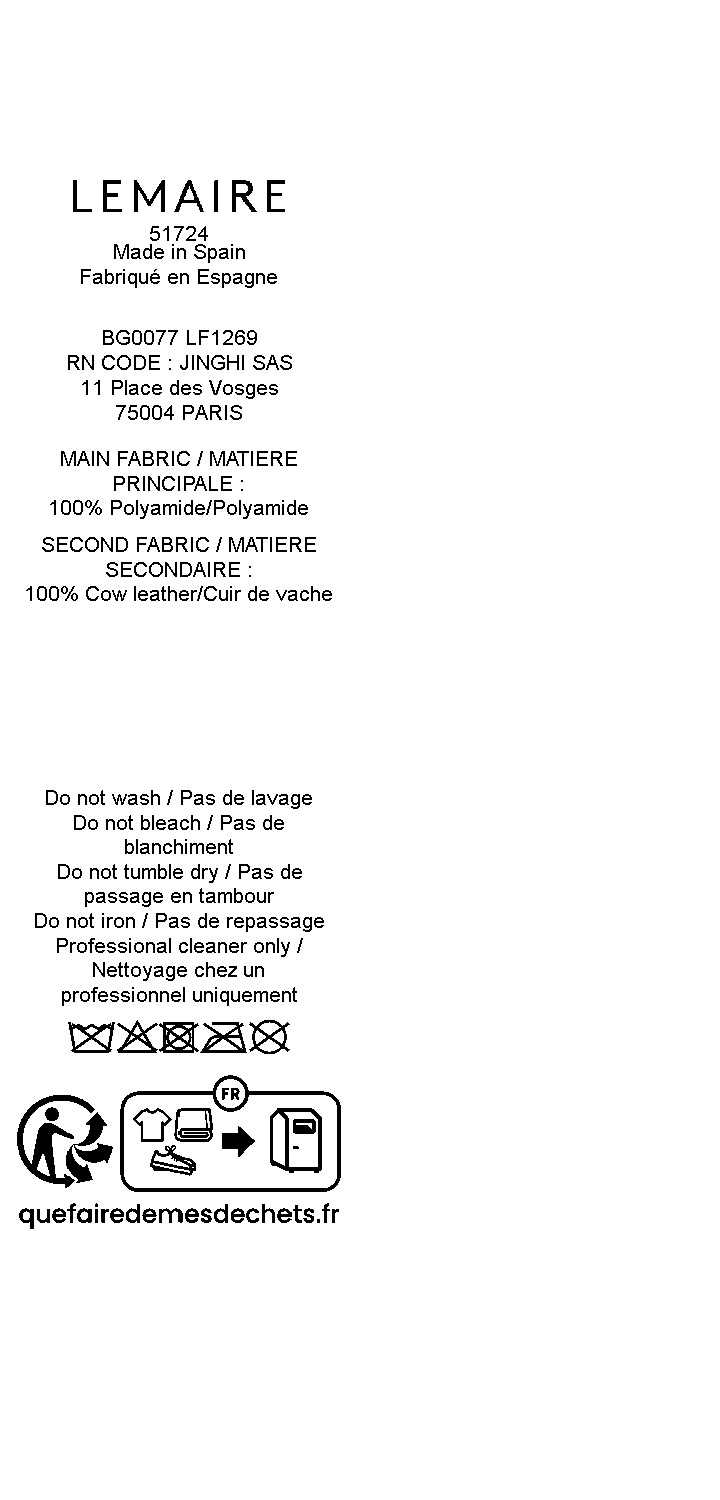 LEMAIRE
51724
Made in Spain
Fabriqué en Espagne
BG0077 LF1269
RN CODE : JINGHI SAS
11 Place des Vosges
75004 PARIS
MAIN FABRIC / MATIERE
PRINCIPALE :
100% Polyamide/Polyamide
SECOND FABRIC / MATIERE
SECONDAIRE :
100% Cow leather/Cuir de vache
Do not wash / Pas de lavage
Do not bleach / Pas de
blanchiment
Do not tumble dry / Pas de
passage en tambour
Do not iron / Pas de repassage
Professional cleaner only /
Nettoyage chez un
professionnel uniquement
FR
quefairedemesdechets.fr